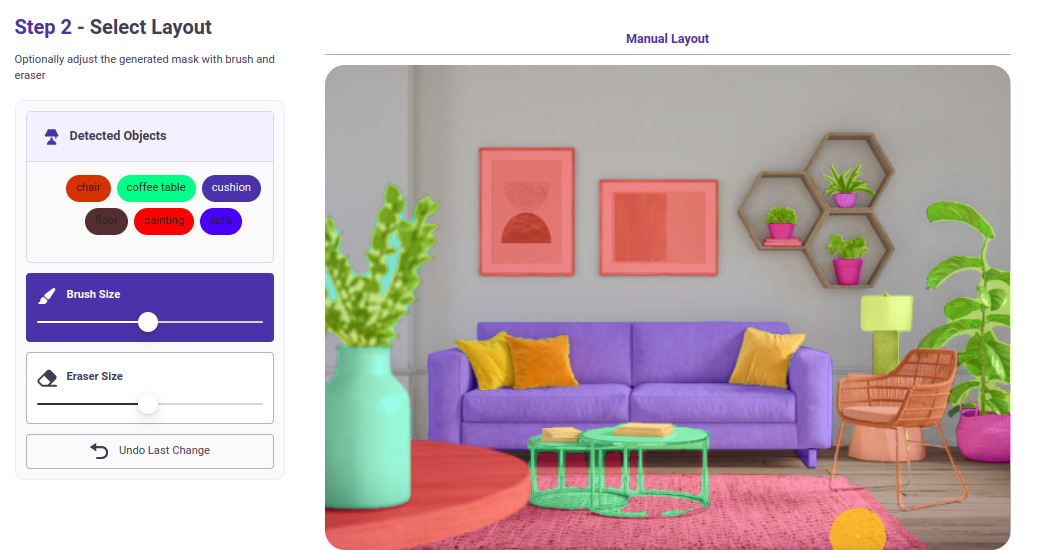 Step 2 - Select Layout
Optionally adjust the generated mask with brush and
eraser
Detected Objects
chair coffee table cushion
floor painting sofa
Brush Size
Eraser Size
Undo Last Change
Manual Layout